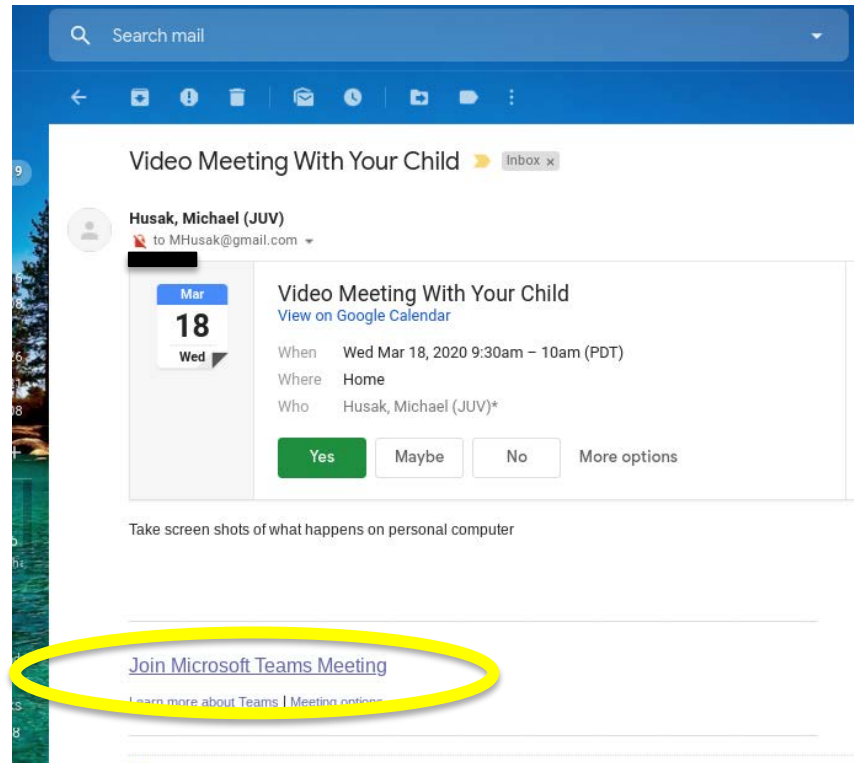 Search mail
9
Video Meeting With Your Child Inbox x
Husak, Michael (JUV)
to MHusak@gmail.com
Mar
18
Wed
Video Meeting With Your Child
View on Google Calendar
When Wed Mar 18, 2020 9:30am – 10am (PDT)
Where Home
Who Husak, Michael (JUV)*
Yes Maybe No More options
Take screen shots of what happens on personal computer
Join Microsoft Teams Meeting
Learn more about Teams | Meeting options